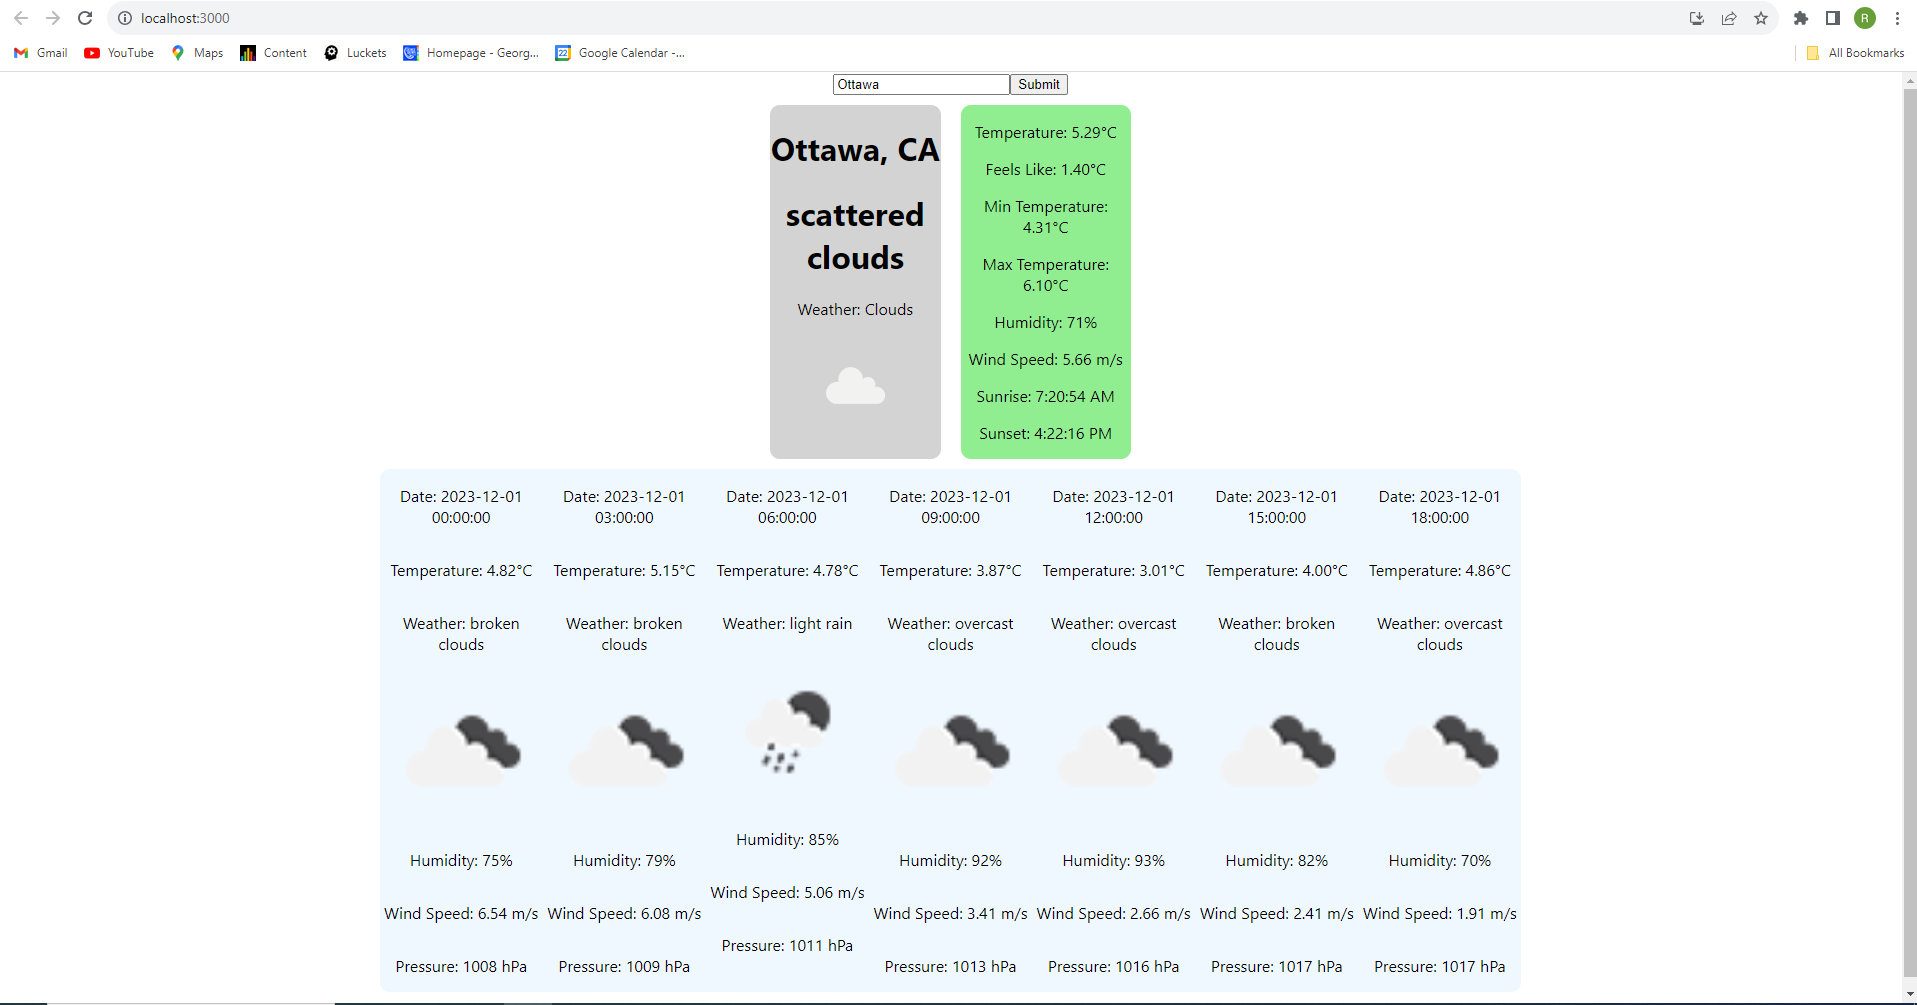 localhost:3000
R
Gmail
YouTube
Maps
Content
Luckets
Homepage - Georg...
Google Calendar -...
All Bookmarks
Ottawa
Submit
Ottawa, CA
scattered
clouds
Weather: Clouds
Temperature: 5.29°C
Feels Like: 1.40°C
Min Temperature:
4.31°C
Max Temperature:
6.10°C
Humidity: 71%
Wind Speed: 5.66 m/s
Sunrise: 7:20:54 AM
Sunset: 4:22:16 PM
Date: 2023-12-01
00:00:00
Temperature: 4.82°C
Weather: broken
clouds
Humidity: 75%
Wind Speed: 6.54 m/s
Pressure: 1008 hPa
Date: 2023-12-01
03:00:00
Temperature: 5.15°C
Weather: broken
clouds
Humidity: 79%
Wind Speed: 6.08 m/s
Pressure: 1009 hPa
Date: 2023-12-01
06:00:00
Temperature: 4.78°C
Weather: light rain
Humidity: 85%
Wind Speed: 5.06 m/s
Pressure: 1011 hPa
Date: 2023-12-01
09:00:00
Temperature: 3.87°C
Weather: overcast
clouds
Humidity: 92%
Wind Speed: 3.41 m/s
Pressure: 1013 hPa
Date: 2023-12-01
12:00:00
Temperature: 3.01°C
Weather: overcast
clouds
Humidity: 93%
Wind Speed: 2.66 m/s
Pressure: 1016 hPa
Date: 2023-12-01
15:00:00
Temperature: 4.00°C
Weather: broken
clouds
Humidity: 82%
Wind Speed: 2.41 m/s
Pressure: 1017 hPa
Date: 2023-12-01
18:00:00
Temperature: 4.86°C
Weather: overcast
clouds
Humidity: 70%
Wind Speed: 1.91 m/s
Pressure: 1017 hPa